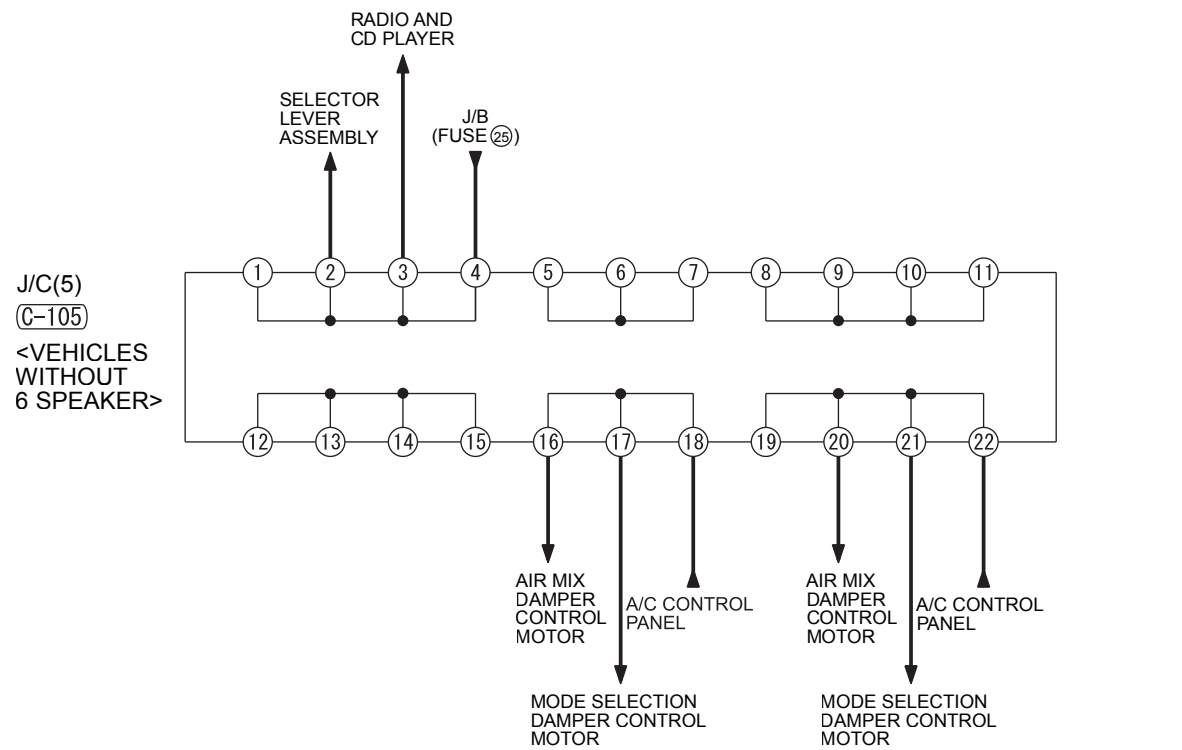 RADIO AND
CD PLAYER
SELECTOR
LEVER
ASSEMBLY
J/B
(FUSE 25)
1 2 3 4 5 6 7 8 9 10 11
J/C(5)
C-105
<VEHICLES
WITHOUT
6 SPEAKER>
12 13 14 15 16 17 18 19 20 21 22
AIR MIX
DAMPER
CONTROL
MOTOR
A/C CONTROL
PANEL
MODE SELECTION
DAMPER CONTROL
MOTOR
AIR MIX
DAMPER
CONTROL
MOTOR
A/C CONTROL
PANEL
MODE SELECTION
DAMPER CONTROL
MOTOR